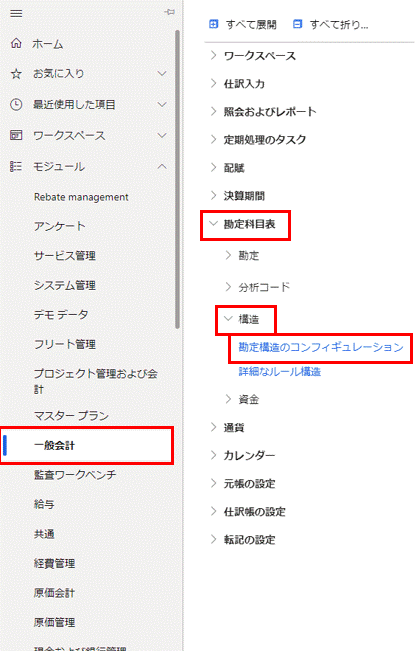 ホーム
お気に入り
最近使用した項目
ワークスペース
モジュール
Rebate management
アンケート
サービス管理
システム管理
デモ データ
フリート管理
プロジェクト管理および会
計
マスター プラン
一般会計
監査ワークベンチ
給与
共通
経費管理
原価会計
原価管理
現金および銀行管理
すべて展開
すべて折り...
ワークスペース
仕訳入力
照会およびレポート
定期処理のタスク
配賦
決算期間
勘定科目表
勘定
分析コード
構造
勘定構造のコンフィギュレーション
詳細なルール構造
資金
通貨
カレンダー
元帳の設定
仕訳帳の設定
転記の設定